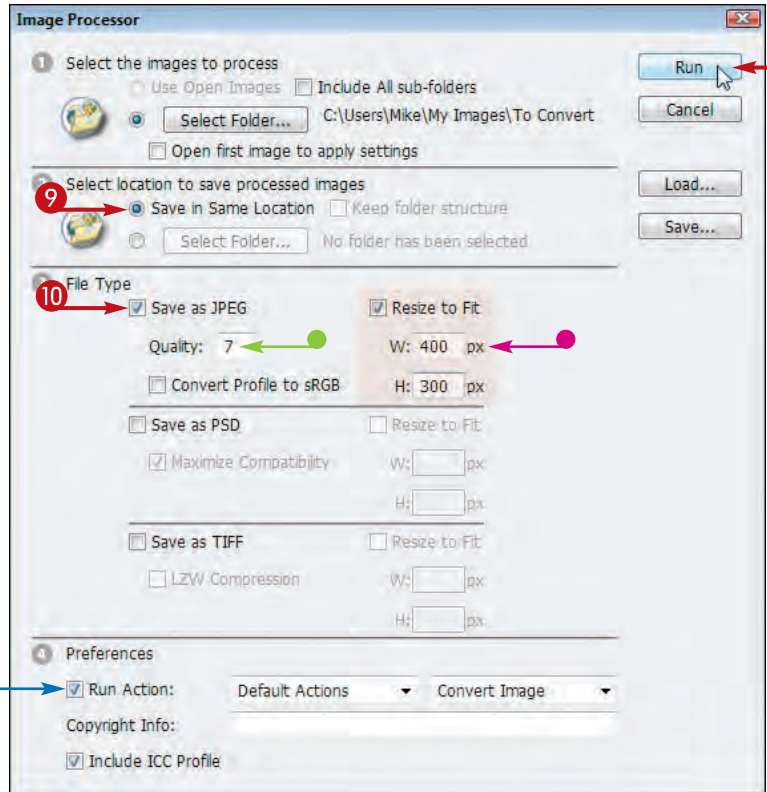 Image Processor
1 Select the images to process
Use Open Images Include All sub-folders
Select Folder... C:\Users\Mike\My Images\To Convert
Open first image to apply settings
Run
Cancel
Select location to save processed images
9 Save in Same Location Keep folder structure
Select Folder... No folder has been selected
Load...
Save...
File Type
10 Save as JPEG Resize to Fit
Quality: 7 W: 400 px
Convert Profile to sRGB H: 300 px
Save as PSD Resize to Fit
Maximize Compatibility W: px
H: px
Save as TIFF Resize to Fit
LZW Compression W: px
H: px
4 Preferences
Run Action: Default Actions Convert Image
Copyright Info:
Include ICC Profile